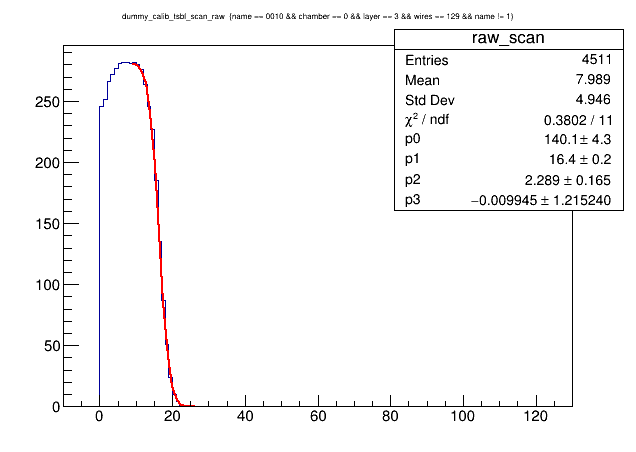 dummy_calib_tsbl_scan_raw {name == 0010 && chamber == 0 && layer == 3 && wires == 129 && name != 1}
raw_scan
Entries 4511
Mean 7.989
Std Dev 4.946
χ² / ndf 0.3802 / 11
p0 140.1 ± 4.3
p1 16.4 ± 0.2
p2 2.289 ± 0.165
p3 −0.009945 ± 1.215240
250
200
150
100
50
0
0 20 40 60 80 100 120